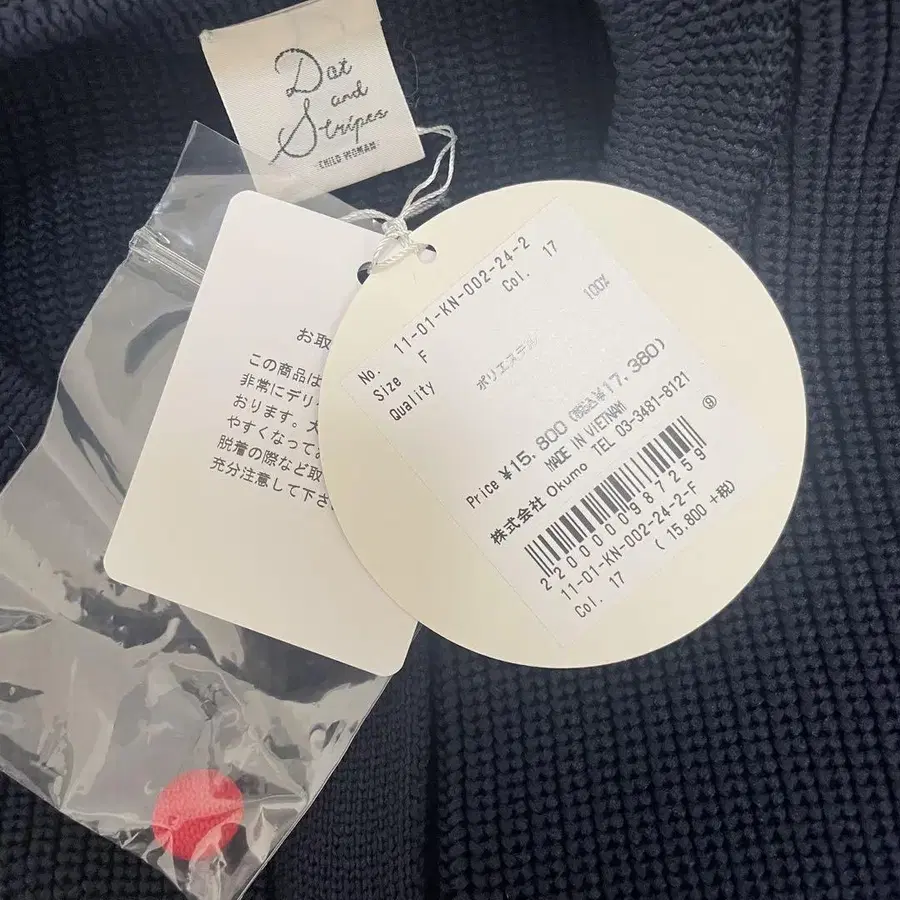 Dot
and
Stripes
-CHILD WOMAN-
お取
この商品は
非常にデリ
おります。大
やすくなってお
脱着の際など取
充分注意して下さ
No. 11-01-KN-002-24-2
Size F Col. 17
Quality
ポリエステル 100%
Price ¥15,800 (税込¥17,380)
MADE IN VIETNAM
株式会社 Okuno TEL 03-3481-8121
⑨
2200000987259
11-01-KN-002-24-2-F
Col. 17 ( 15,800 +税)